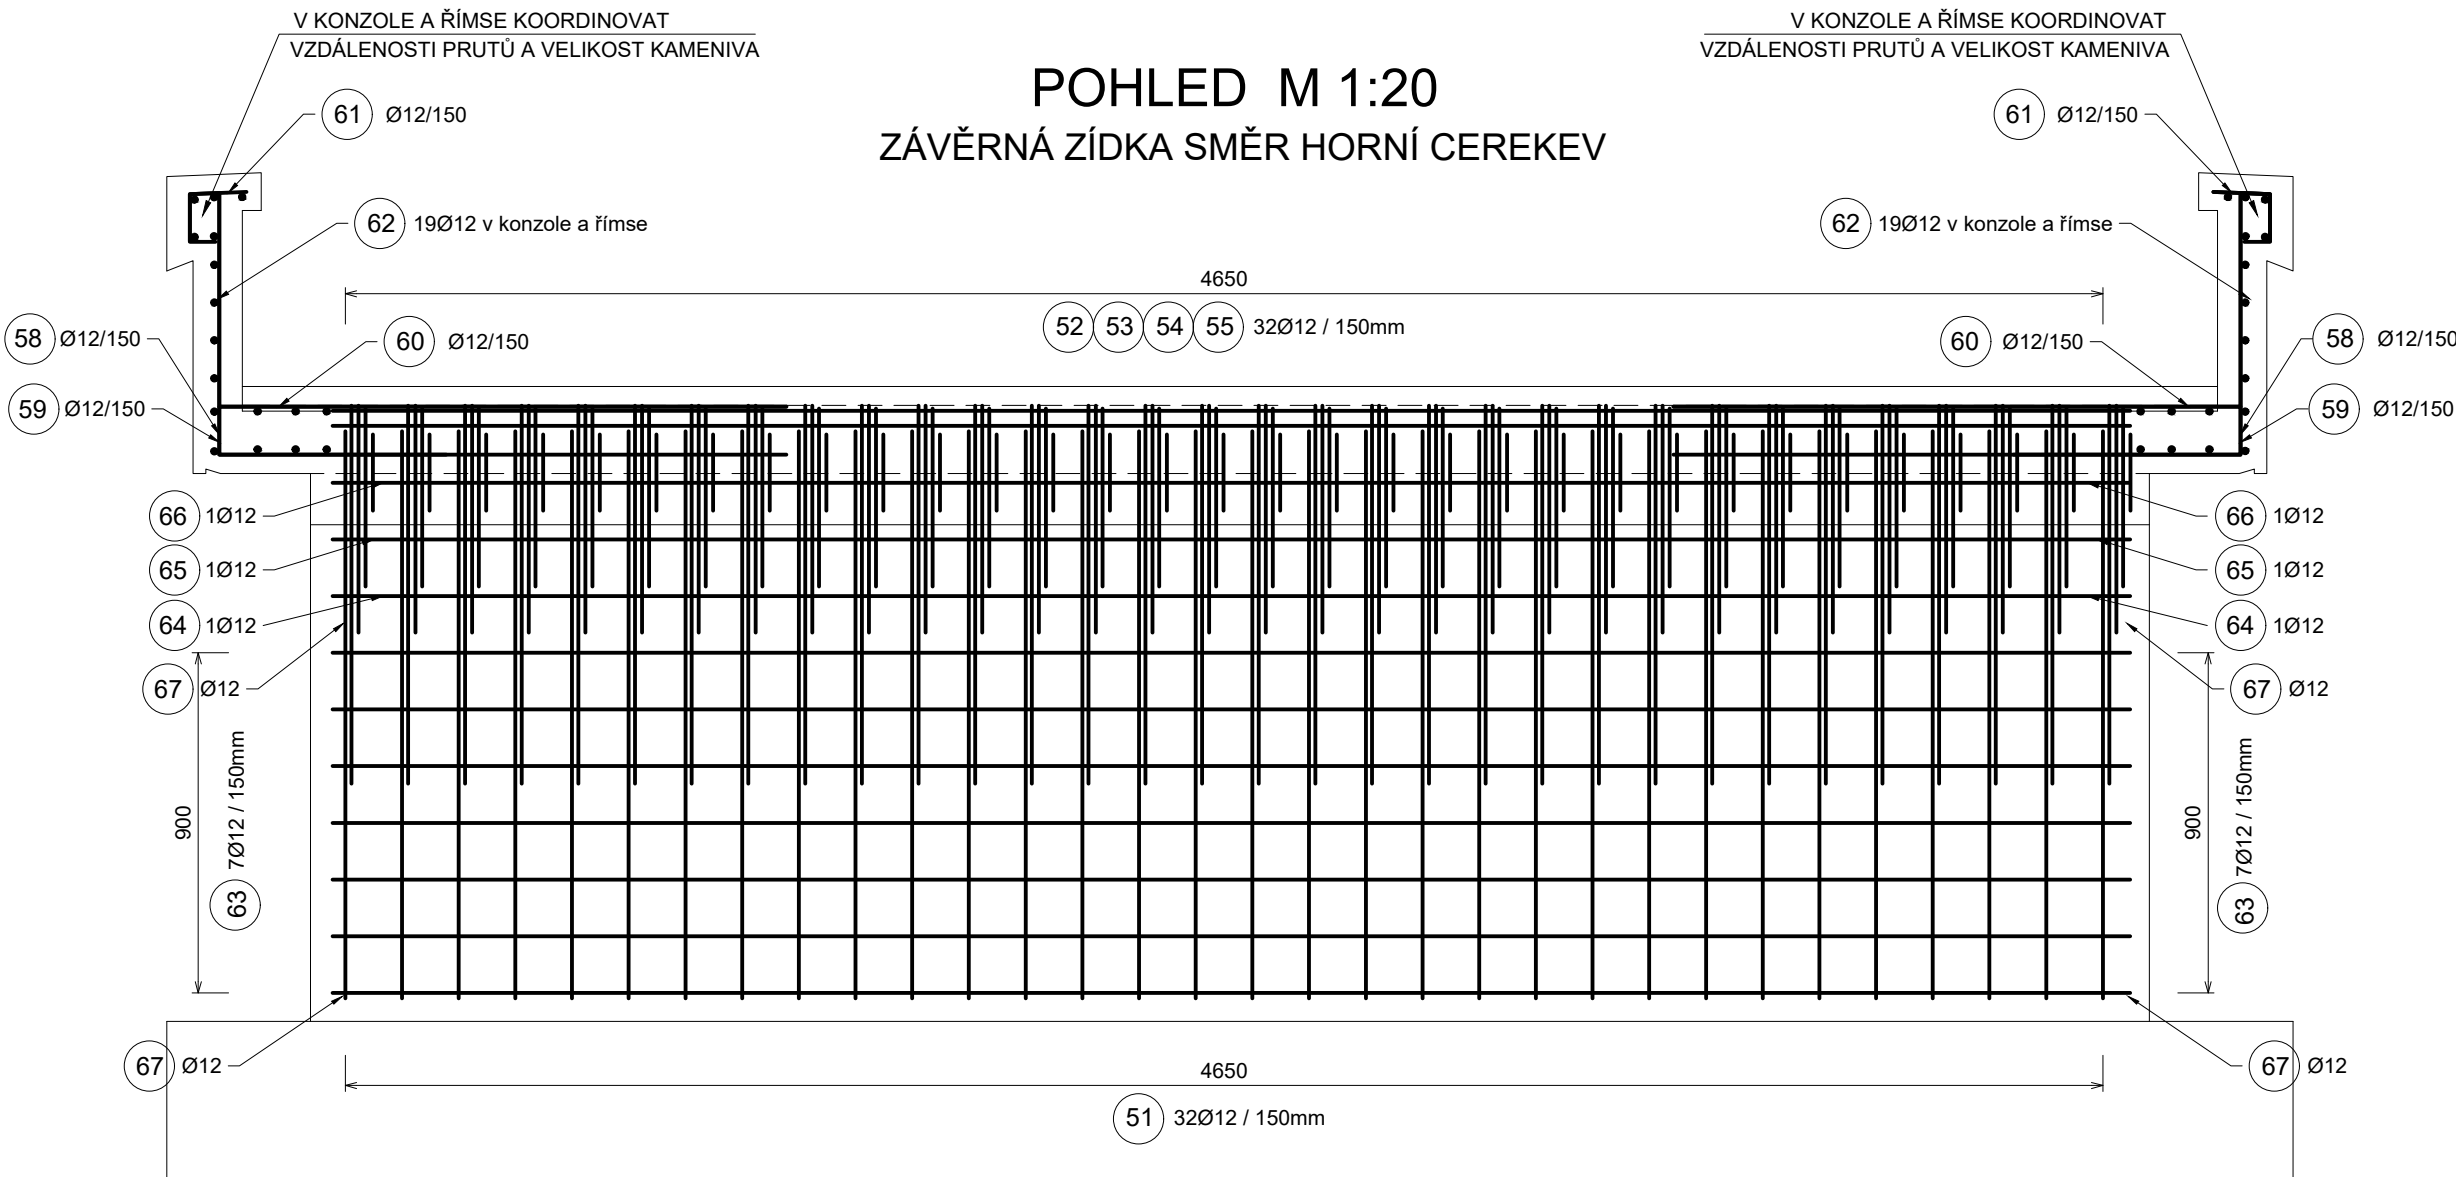 V KONZOLE A ŘÍMSE KOORDINOVAT
VZDÁLENOSTI PRUTŮ A VELIKOST KAMENIVA
V KONZOLE A ŘÍMSE KOORDINOVAT
VZDÁLENOSTI PRUTŮ A VELIKOST KAMENIVA
POHLED M 1:20
ZÁVĚRNÁ ZÍDKA SMĚR HORNÍ CEREKEV
61 Ø12/150
61 Ø12/150
62 19Ø12 v konzole a římse
62 19Ø12 v konzole a římse
4650
52 53 54 55 32Ø12 / 150mm
58 Ø12/150
60 Ø12/150
60 Ø12/150
58 Ø12/150
59 Ø12/150
59 Ø12/150
66 1Ø12
66 1Ø12
65 1Ø12
65 1Ø12
64 1Ø12
64 1Ø12
67 Ø12
67 Ø12
900
63 7Ø12 / 150mm
900
63 7Ø12 / 150mm
67 Ø12
67 Ø12
4650
51 32Ø12 / 150mm